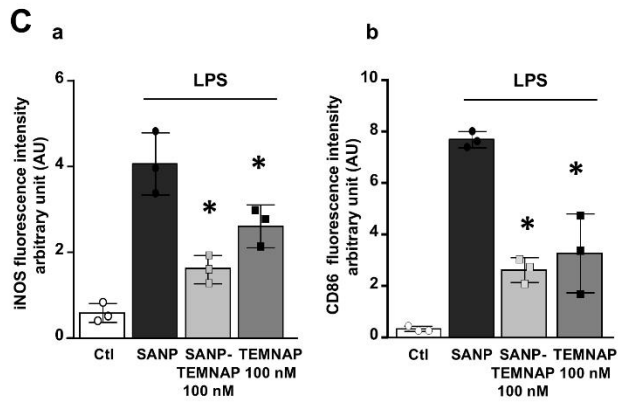 C
a
iNOS fluorescence intensity
arbitrary unit (AU)
6
4
2
0
LPS
*
*
Ctl
SANP
SANP-
TEMNAP
100 nM
TEMNAP
100 nM
b
CD86 fluorescence intensity
arbitrary unit (AU)
10
8
6
4
2
0
LPS
*
*
Ctl
SANP
SANP-
TEMNAP
100 nM
TEMNAP
100 nM